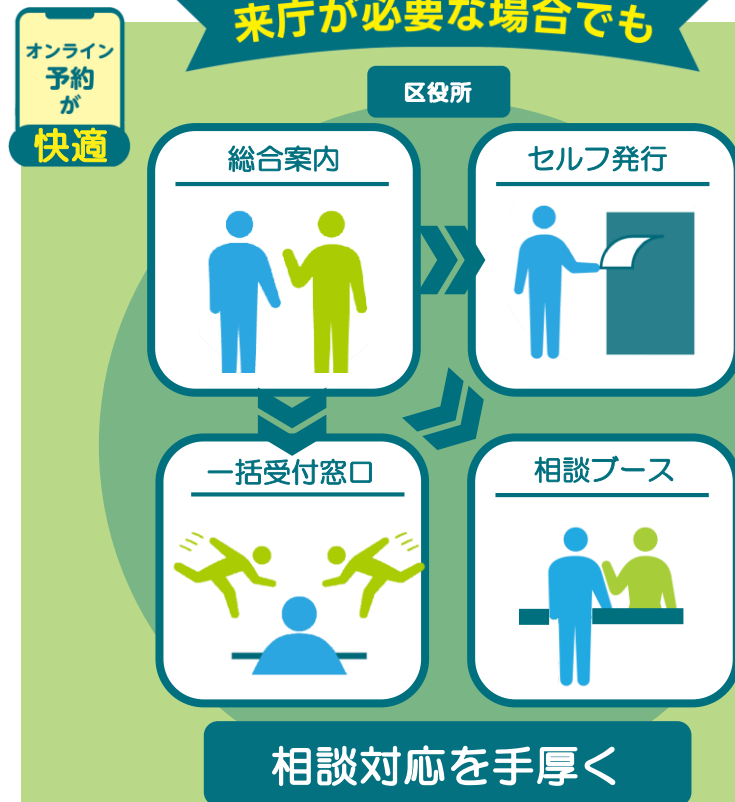 来庁が必要な場合でも
オンライン
予約
が
快適
区役所
総合案内
セルフ発行
一括受付窓口
相談ブース
相談対応を手厚く